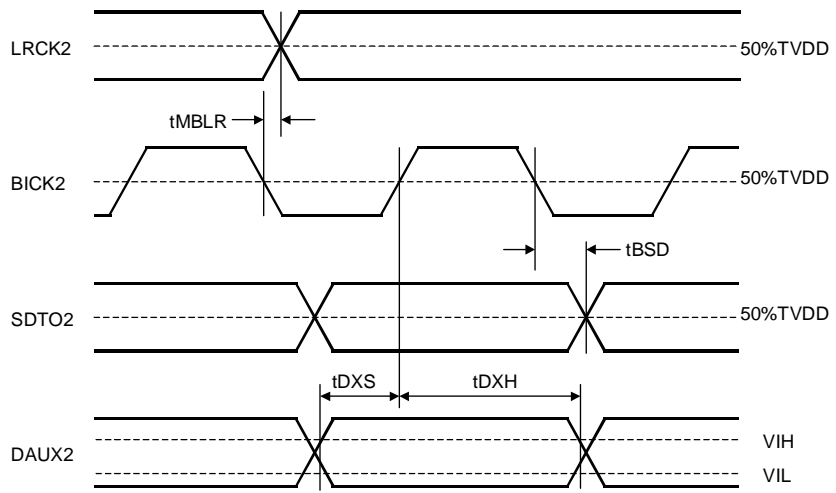 LRCK2
50%TVDD
tMBLR
BICK2
50%TVDD
tBSD
SDTO2
50%TVDD
tDXS
tDXH
DAUX2
VIH
VIL